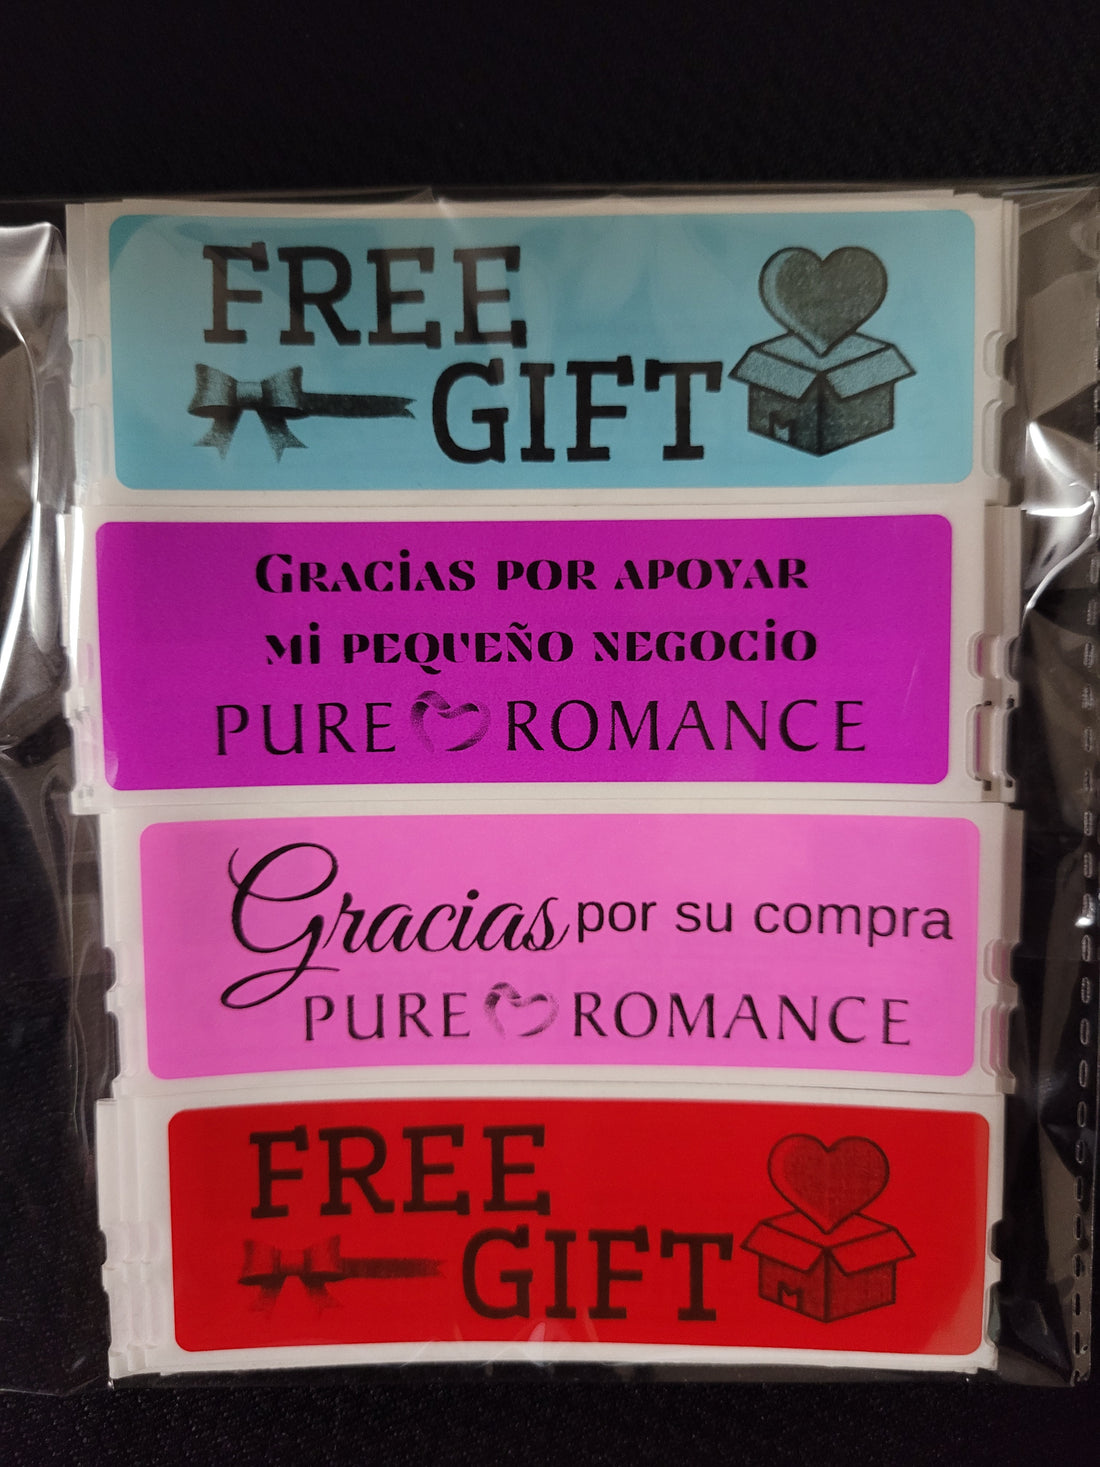 FREE
GIFT
GRACiAS POR APOYAR
Mi PEQUEÑO NEGOCiO
PURE ROMANCE
Gracias por su compra
PURE ROMANCE
FREE
GIFT